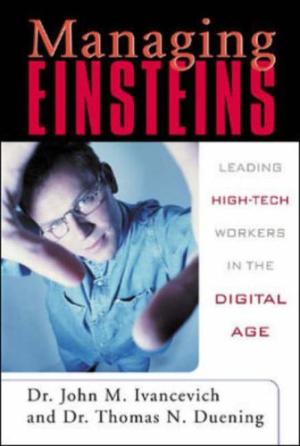 Managing
EINSTEINS
LEADING
HIGH-TECH
WORKERS
IN THE
DIGITAL
AGE
Dr. John M. Ivancevich
and Dr. Thomas N. Duening